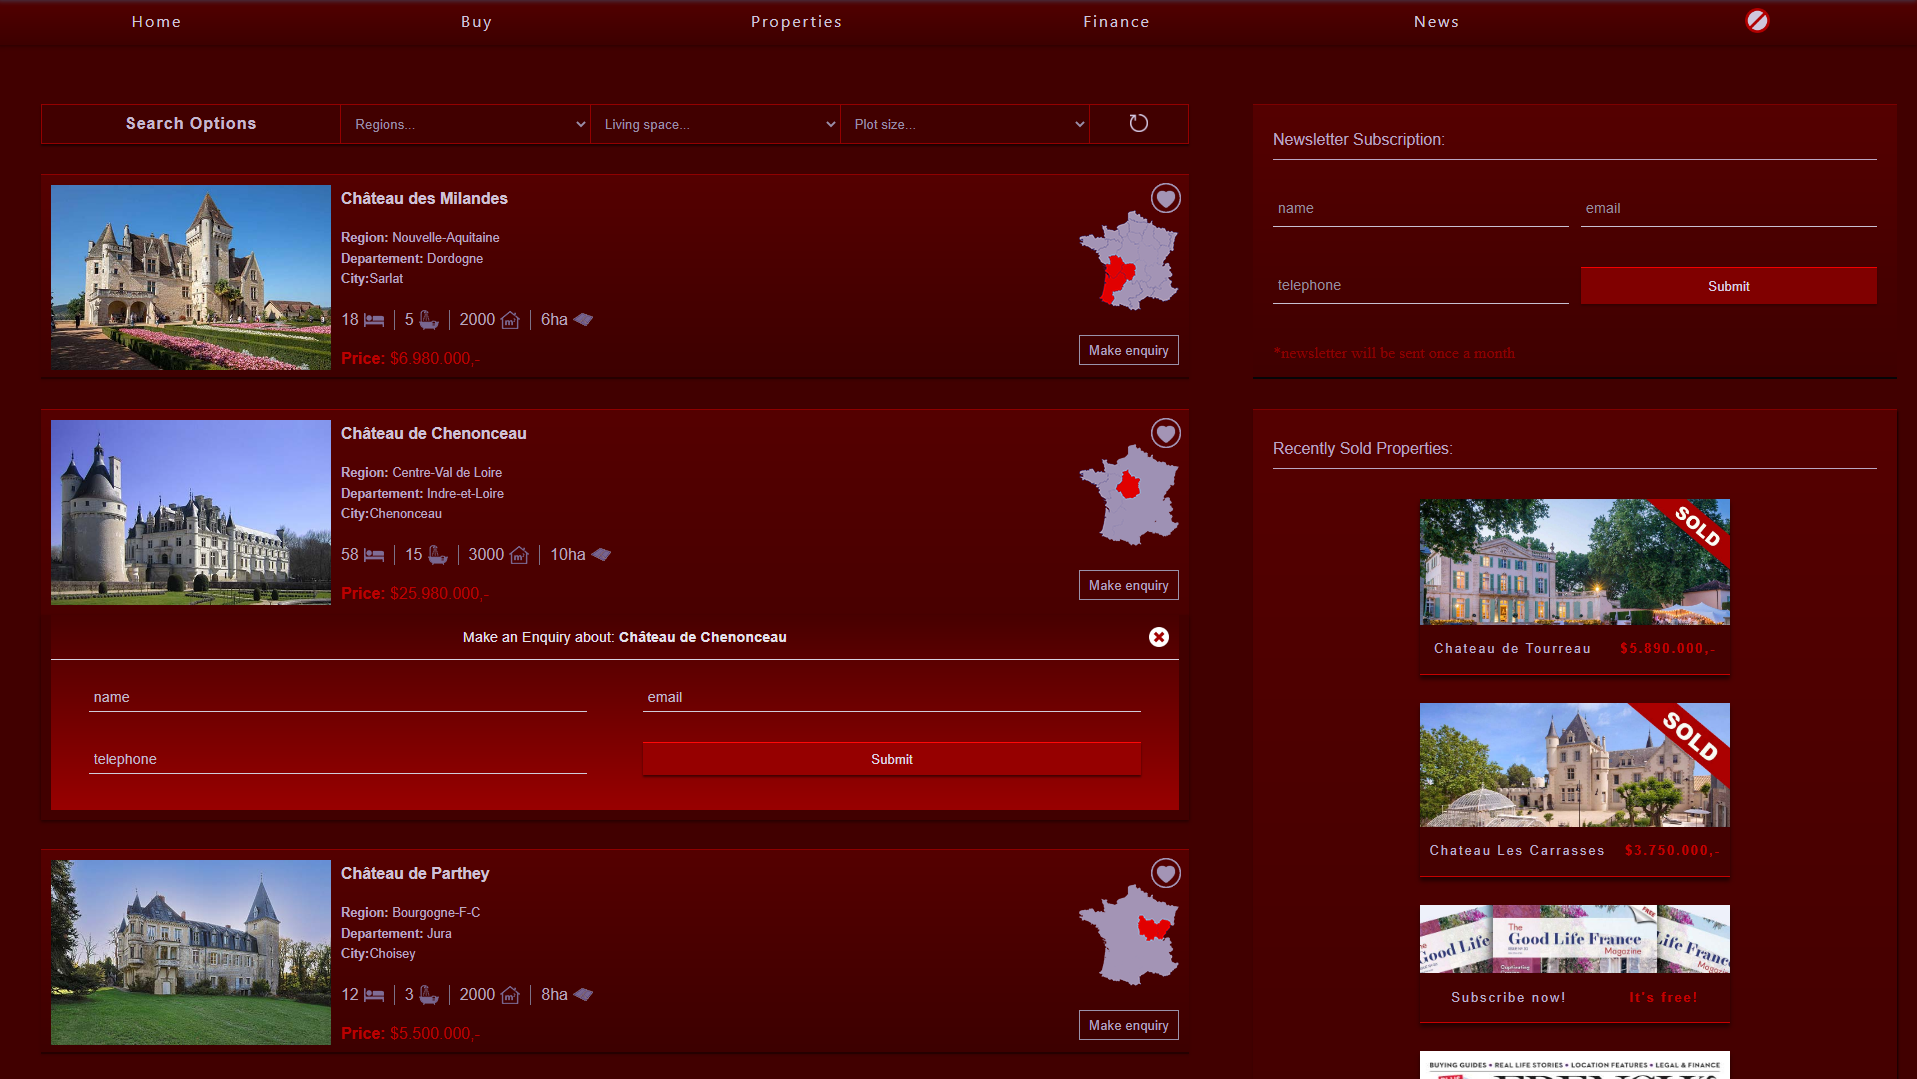 Home
Buy
Properties
Finance
News
Search Options
Regions...
Living space...
Plot size...
Château des Milandes
Region: Nouvelle-Aquitaine
Departement: Dordogne
City:Sarlat
18
5
2000
m²
6ha
Price: $6.980.000,-
Make enquiry
Château de Chenonceau
Region: Centre-Val de Loire
Departement: Indre-et-Loire
City:Chenonceau
58
15
3000
m²
10ha
Price: $25.980.000,-
Make enquiry
Make an Enquiry about: Château de Chenonceau
name
email
telephone
Submit
Château de Parthey
Region: Bourgogne-F-C
Departement: Jura
City:Choisey
12
3
2000
m²
8ha
Price: $5.500.000,-
Make enquiry
Newsletter Subscription:
name
email
telephone
Submit
*newsletter will be sent once a month
Recently Sold Properties:
SOLD
Chateau de Tourreau
$5.890.000,-
SOLD
Chateau Les Carrasses
$3.750.000,-
FREE
The
Good Life France
Magazine
Good Life
Life France
Captivating
Subscribe now!
It's free!
BUYING GUIDES • REAL LIFE STORIES • LOCATION FEATURES • LEGAL & FINANCE